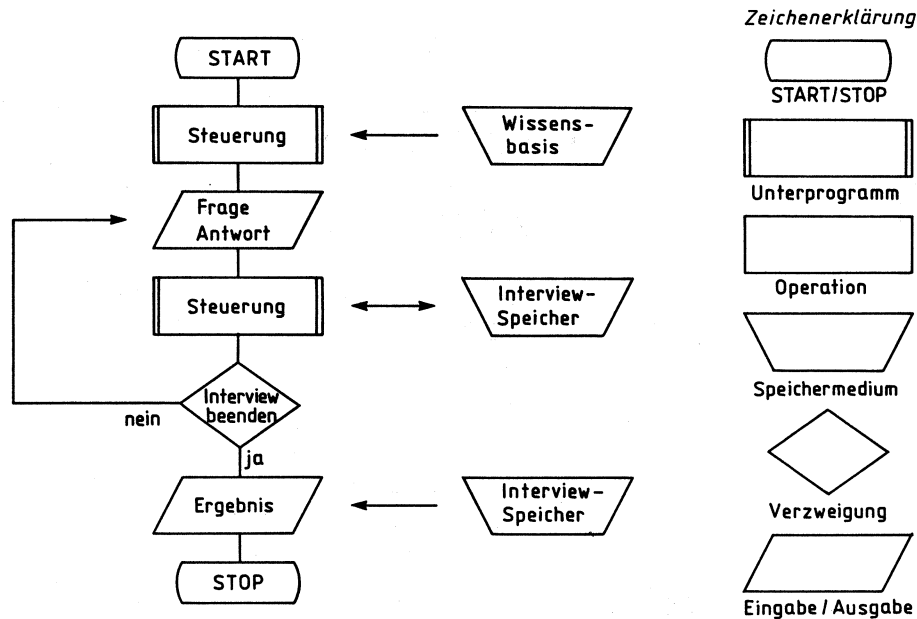 START
Steuerung
Wissens-
basis
Frage
Antwort
Steuerung
Interview-
Speicher
Interview
beenden
nein
ja
Ergebnis
Interview-
Speicher
STOP
Zeichenerklärung
START/STOP
Unterprogramm
Operation
Speichermedium
Verzweigung
Eingabe / Ausgabe